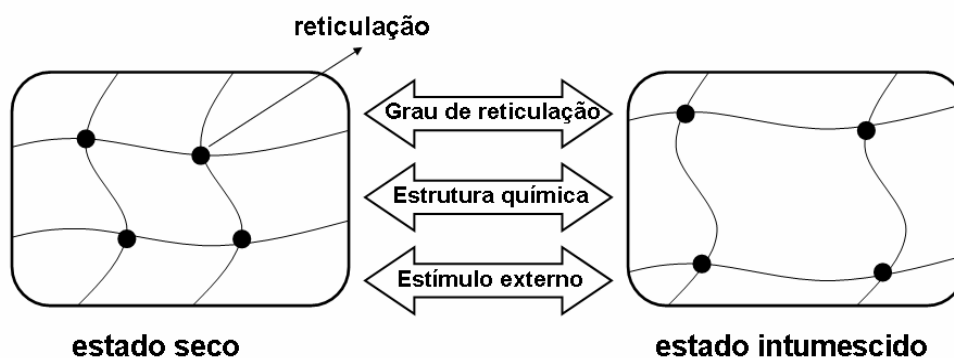 reticulação
Grau de reticulação
Estrutura química
Estímulo externo
estado seco
estado intumescido